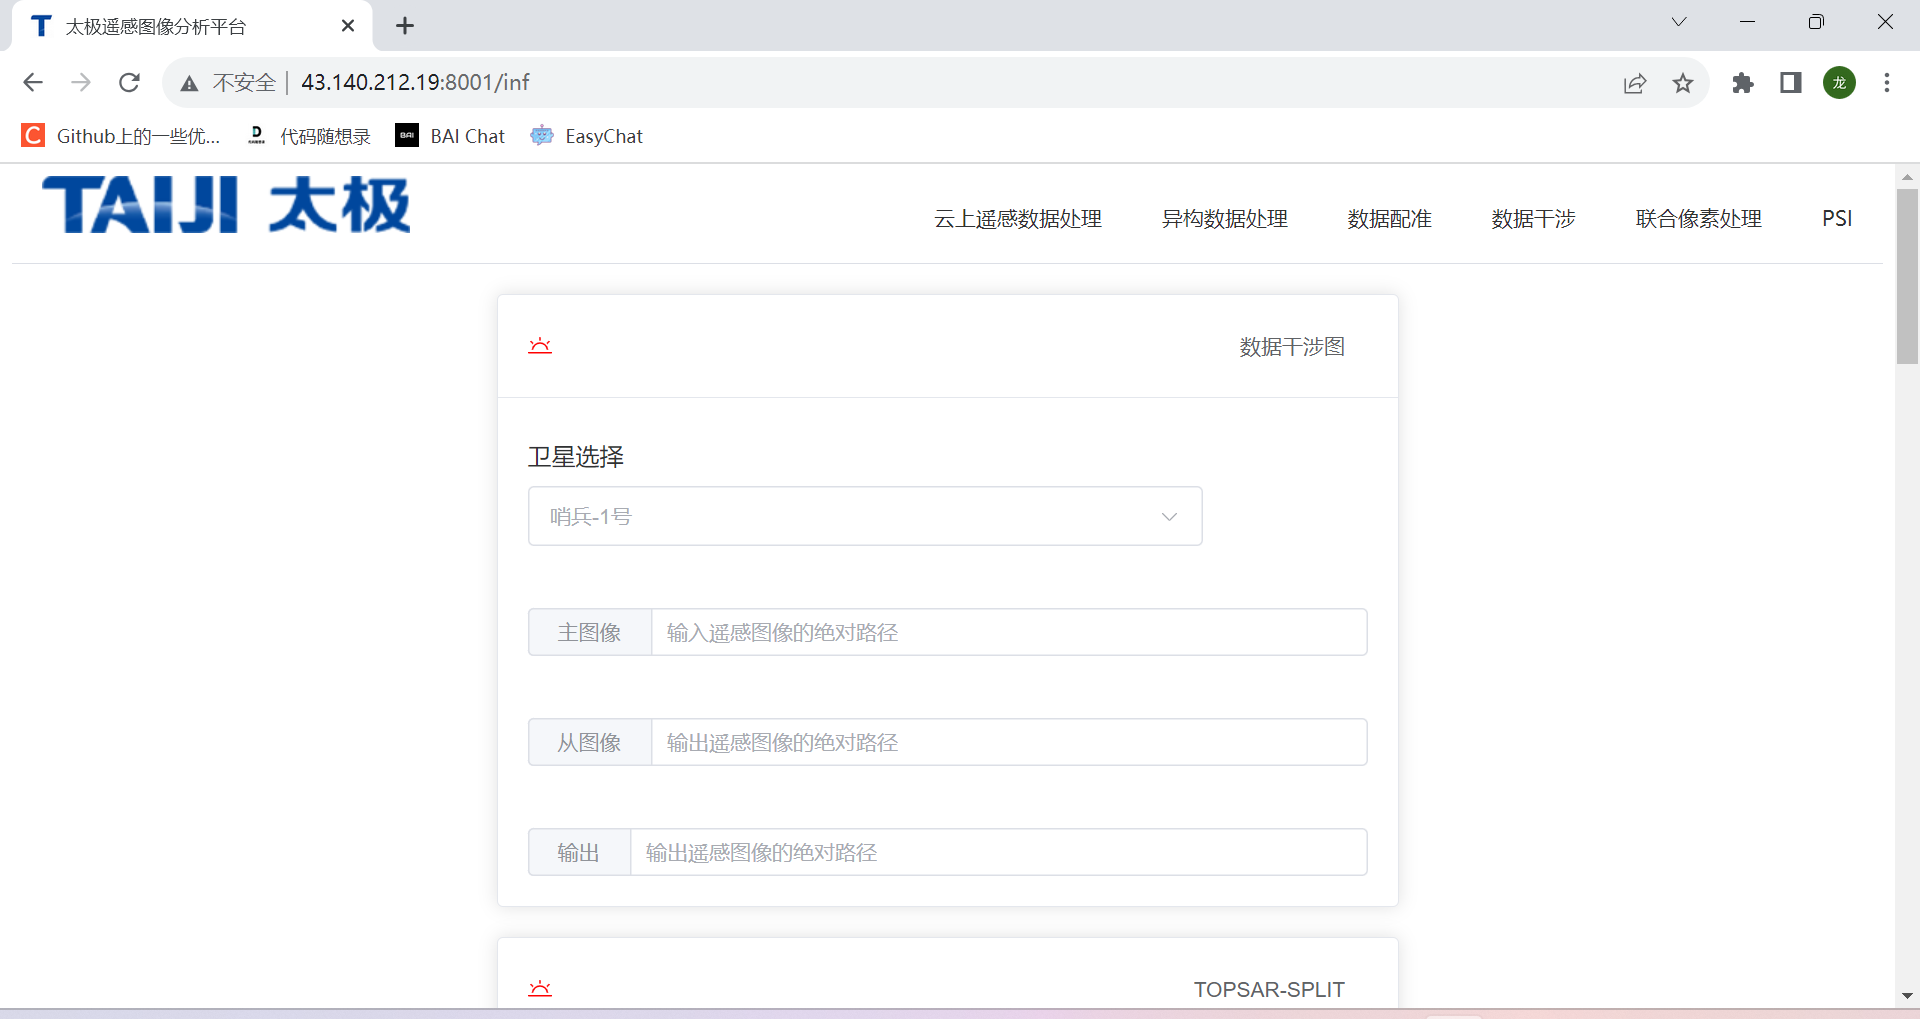 太极遥感图像分析平台
不安全 43.140.212.19:8001/inf
龙
Github上的一些优... 代码随想录 BAI Chat EasyChat
TAIJI 太极
云上遥感数据处理 异构数据处理 数据配准 数据干涉 联合像素处理 PSI
数据干涉图
卫星选择
哨兵-1号
主图像 输入遥感图像的绝对路径
从图像 输出遥感图像的绝对路径
输出 输出遥感图像的绝对路径
TOPSAR-SPLIT